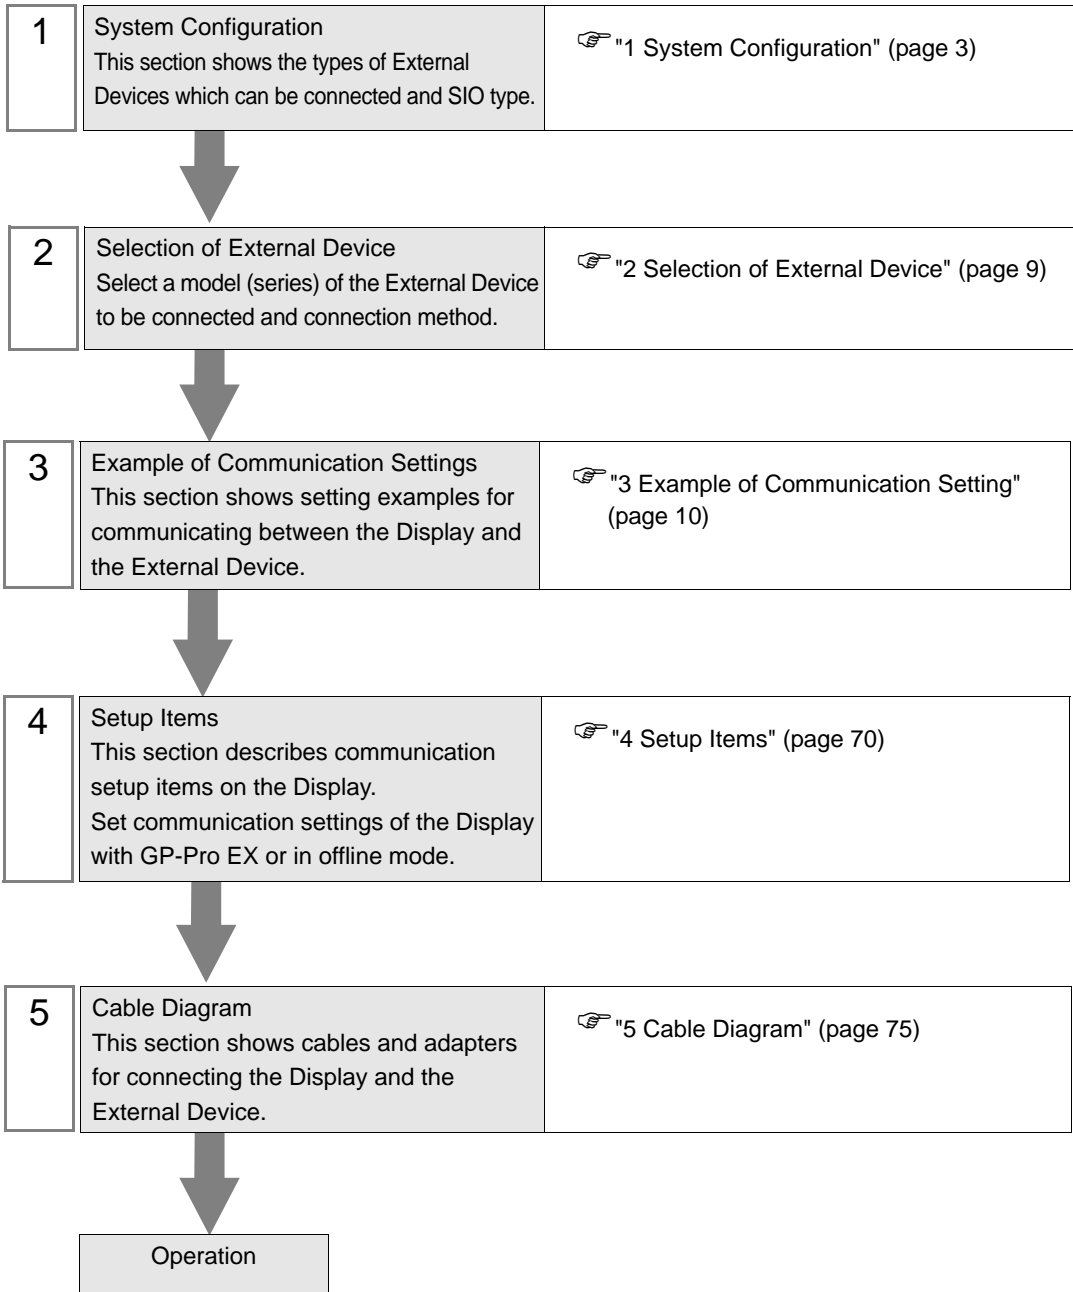 1
System Configuration
This section shows the types of External
Devices which can be connected and SIO type.
"1 System Configuration" (page 3)
2
Selection of External Device
Select a model (series) of the External Device
to be connected and connection method.
"2 Selection of External Device" (page 9)
3
Example of Communication Settings
This section shows setting examples for
communicating between the Display and
the External Device.
"3 Example of Communication Setting"
(page 10)
4
Setup Items
This section describes communication
setup items on the Display.
Set communication settings of the Display
with GP-Pro EX or in offline mode.
"4 Setup Items" (page 70)
5
Cable Diagram
This section shows cables and adapters
for connecting the Display and the
External Device.
"5 Cable Diagram" (page 75)
Operation